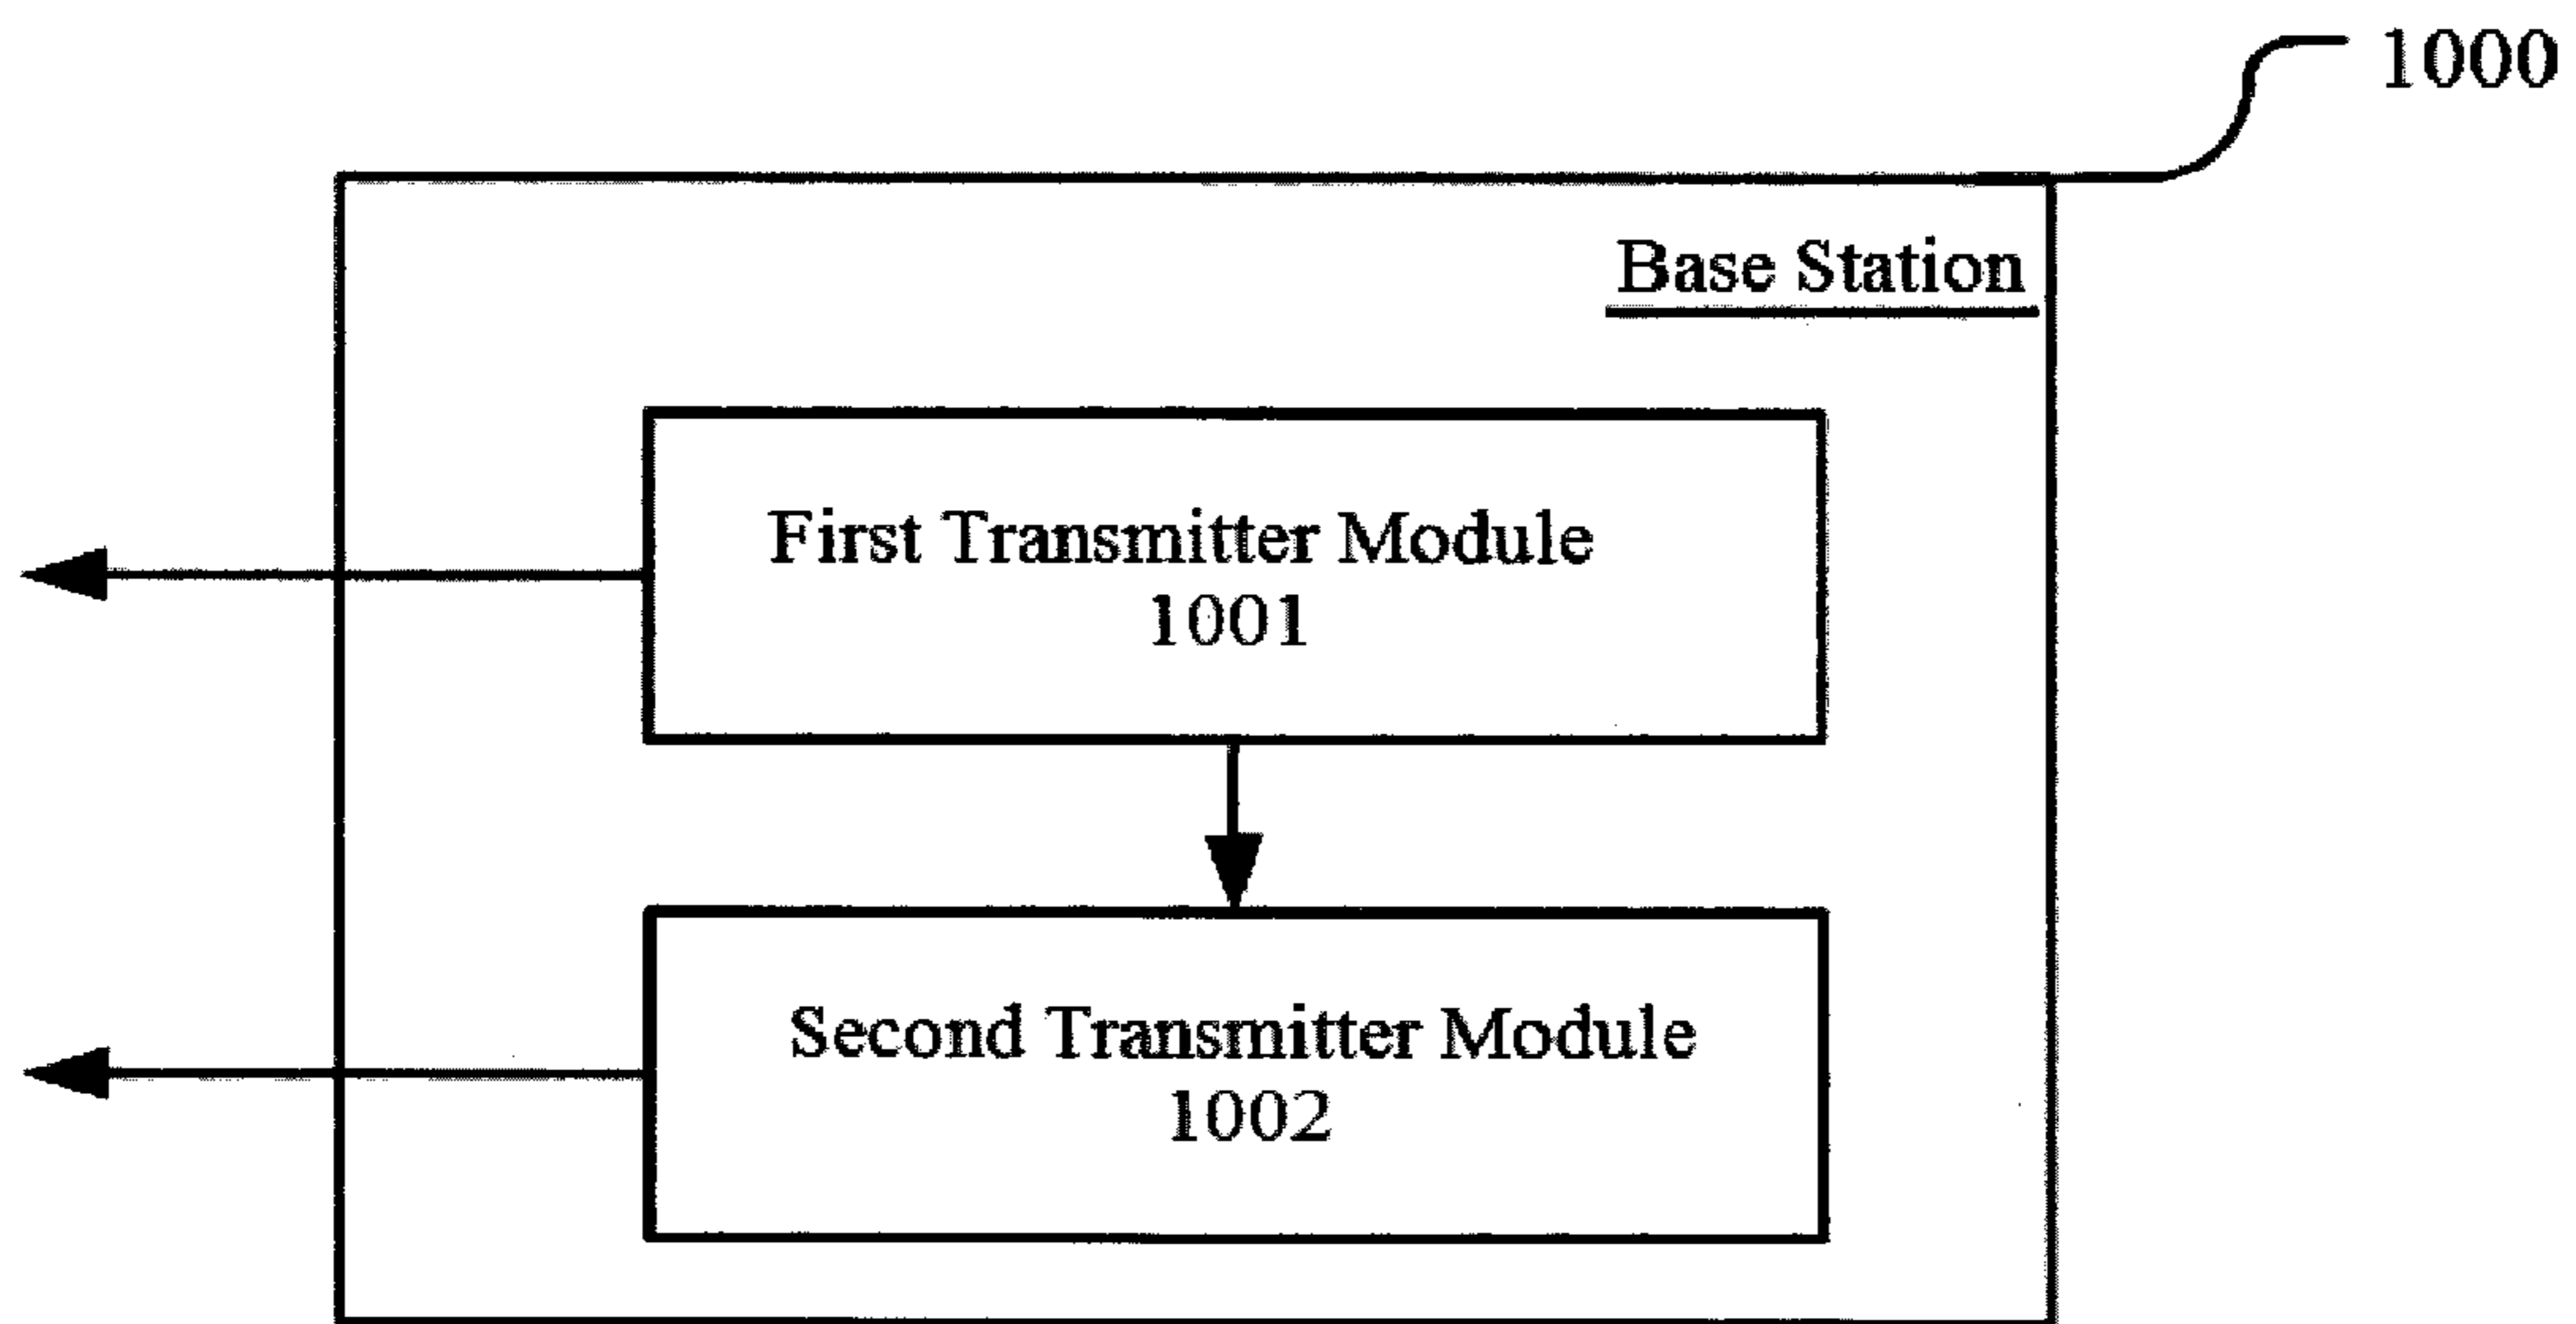 1000
Base Station
First Transmitter Module
1001
Second Transmitter Module
1002